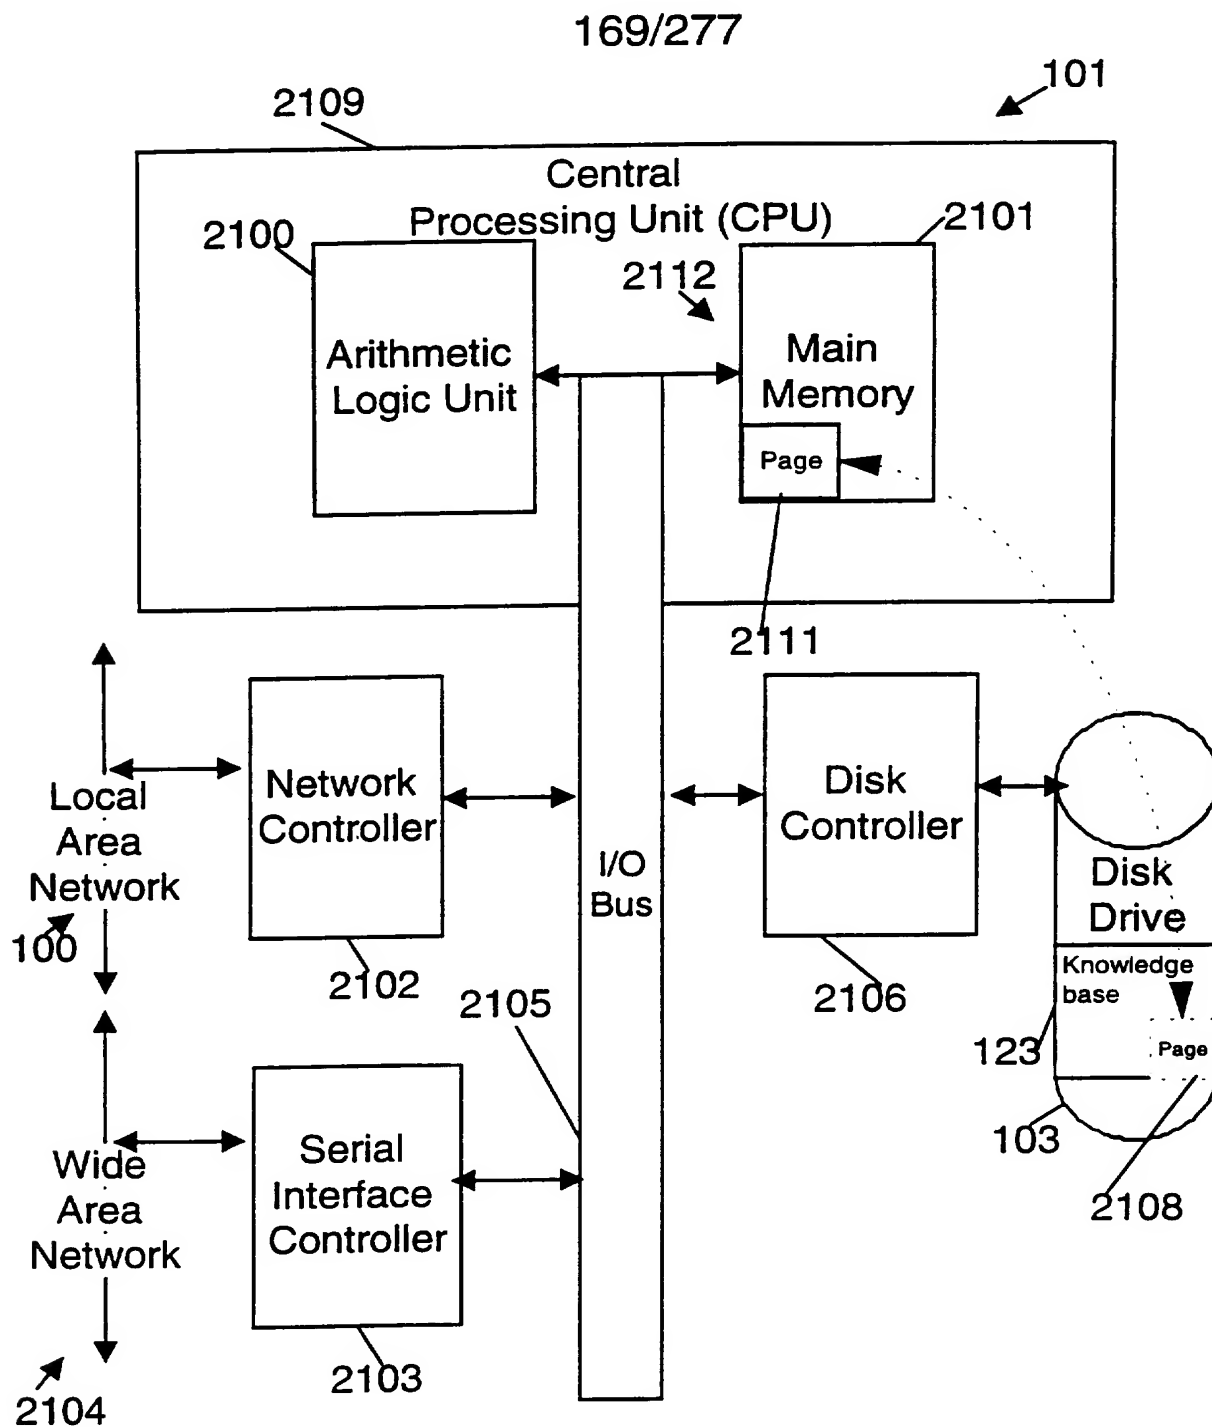 169/277
101
2109
Central
Processing Unit (CPU)
2100
2101
2112
Arithmetic
Logic Unit
Main
Memory
Page
2111
Local
Area
Network
100
Network
Controller
2102
I/O
Bus
Disk
Controller
2106
Disk
Drive
Knowledge
base
Page
123
103
2108
2105
Wide
Area
Network
2104
Serial
Interface
Controller
2103